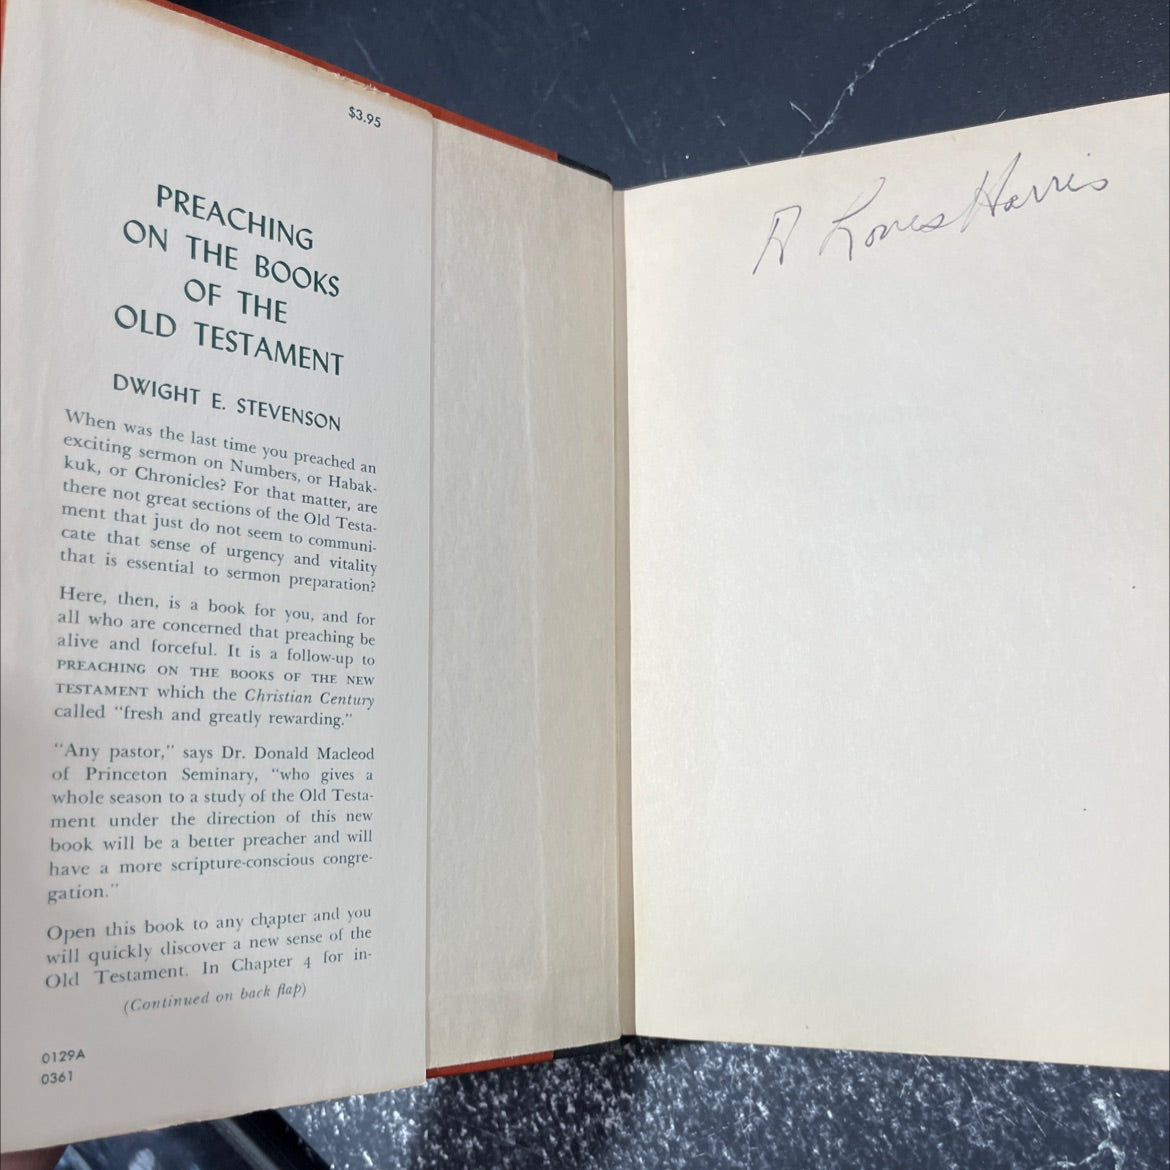 $3.95
PREACHING
ON THE BOOKS
OF THE
OLD TESTAMENT
DWIGHT E. STEVENSON
When was the last time you preached an
exciting sermon on Numbers, or Habak-
kuk, or Chronicles? For that matter, are
there not great sections of the Old Testa-
ment that just do not seem to communi-
cate that sense of urgency and vitality
that is essential to sermon preparation?
Here, then, is a book for you, and for
all who are concerned that preaching be
alive and forceful. It is a follow-up to
PREACHING ON THE BOOKS OF THE NEW
TESTAMENT which the Christian Century
called “fresh and greatly rewarding.”
“Any pastor,” says Dr. Donald Macleod
of Princeton Seminary, “who gives a
whole season to a study of the Old Testa-
ment under the direction of this new
book will be a better preacher and will
have a more scripture-conscious congre-
gation.”
Open this book to any chapter and you
will quickly discover a new sense of the
Old Testament. In Chapter 4 for in-
(Continued on back flap)
0129A
0361
Harris